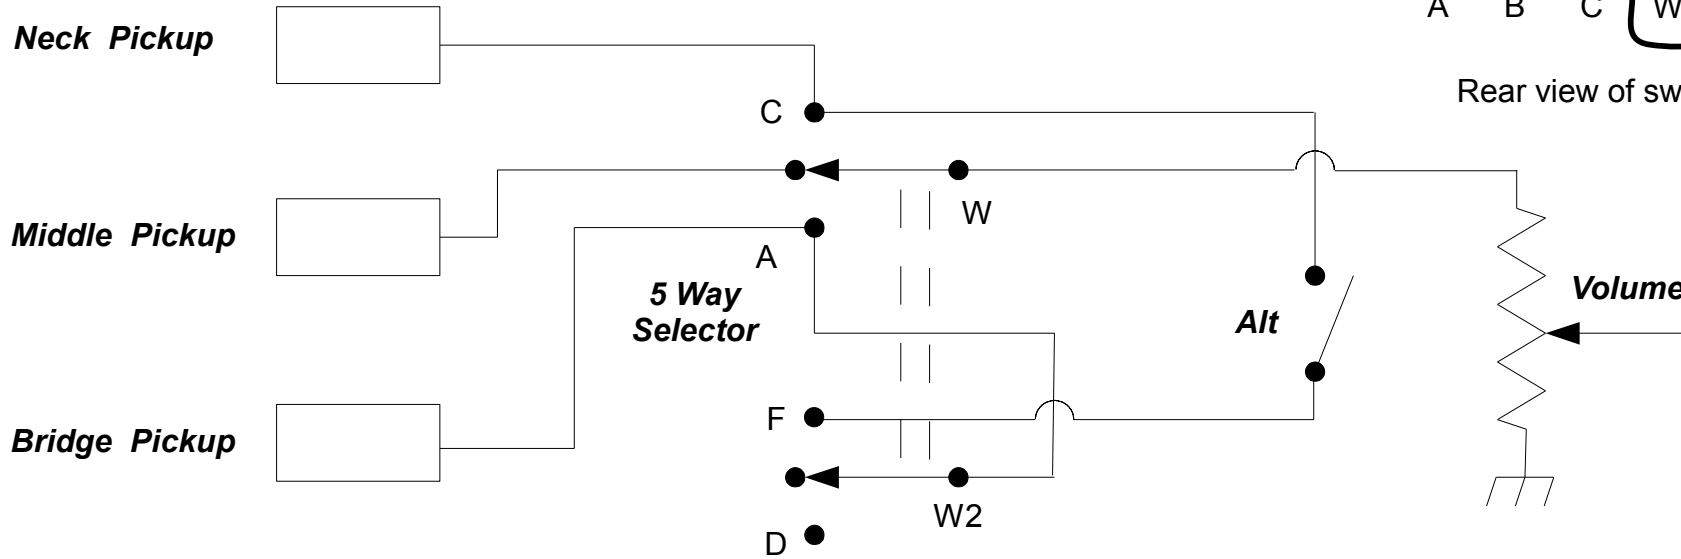 A B C W
Neck Pickup
Rear view of sw
C
W
Middle Pickup
A
5 Way
Selector
Volume
Alt
F
Bridge Pickup
W2
D